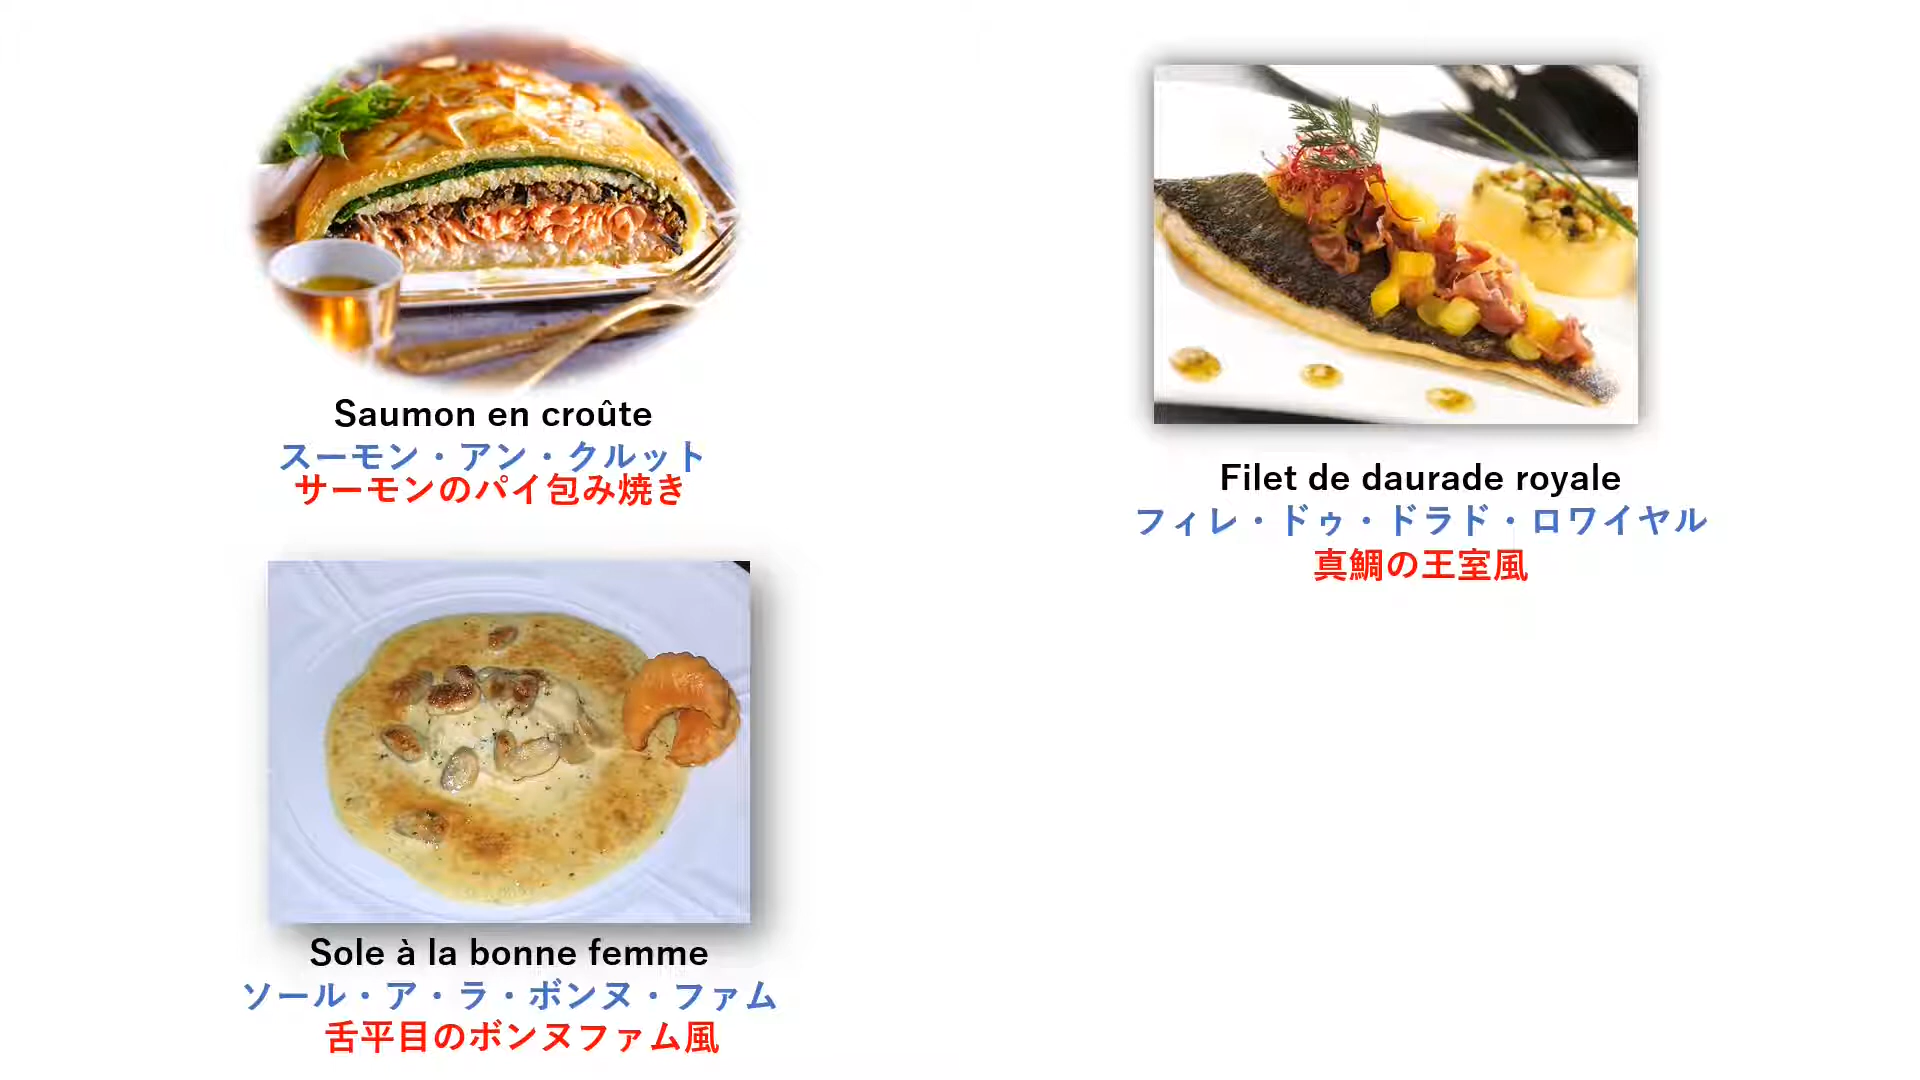 Saumon en croûte
スーモン・アン・クルット
サーモンのパイ包み焼き
Filet de daurade royale
フィレ・ドゥ・ドラド・ロワイヤル
真鯛の王室風
Sole à la bonne femme
ソール・ア・ラ・ボンヌ・ファム
舌平目のボンヌファム風